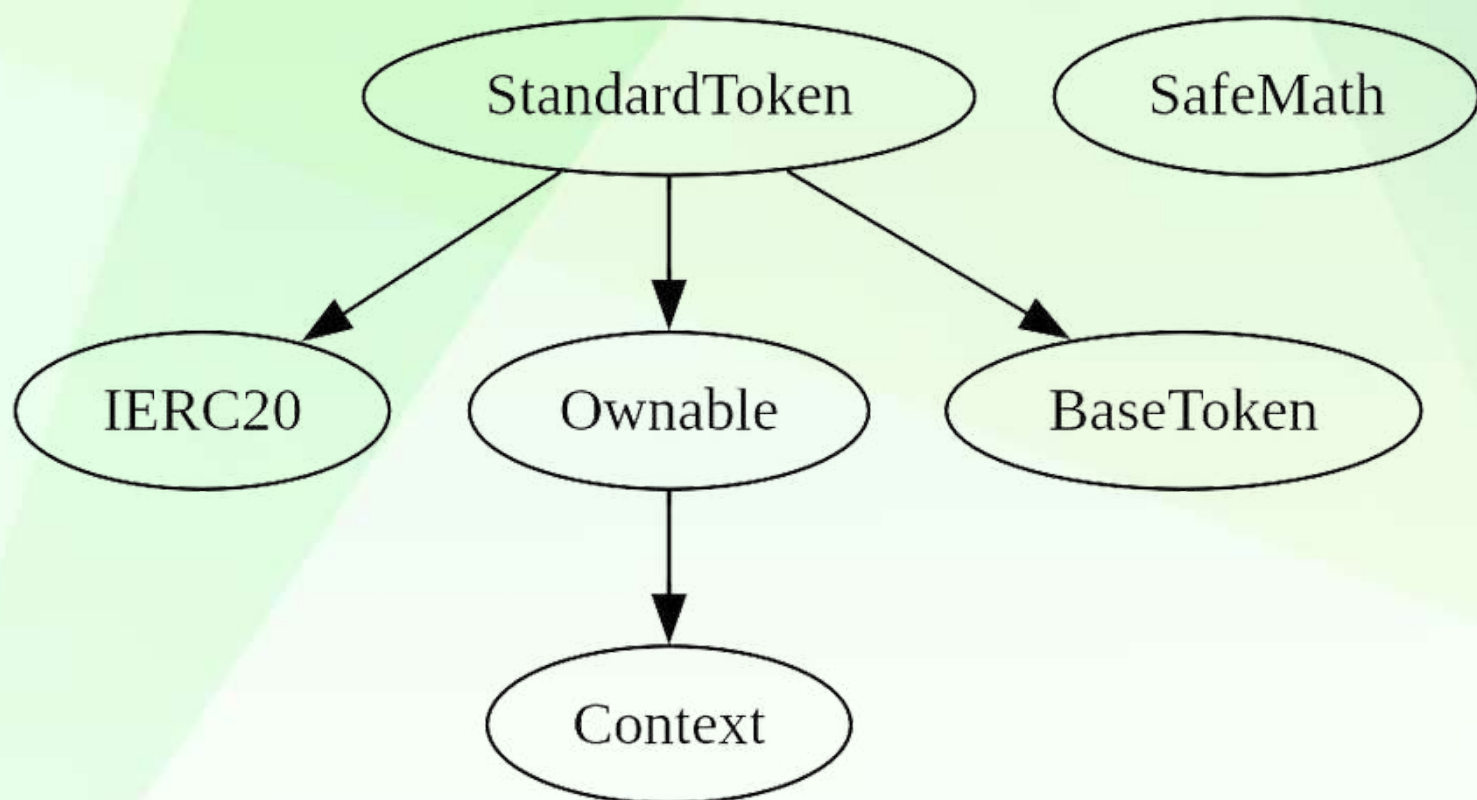 StandardToken
SafeMath
IERC20
Ownable
BaseToken
Context